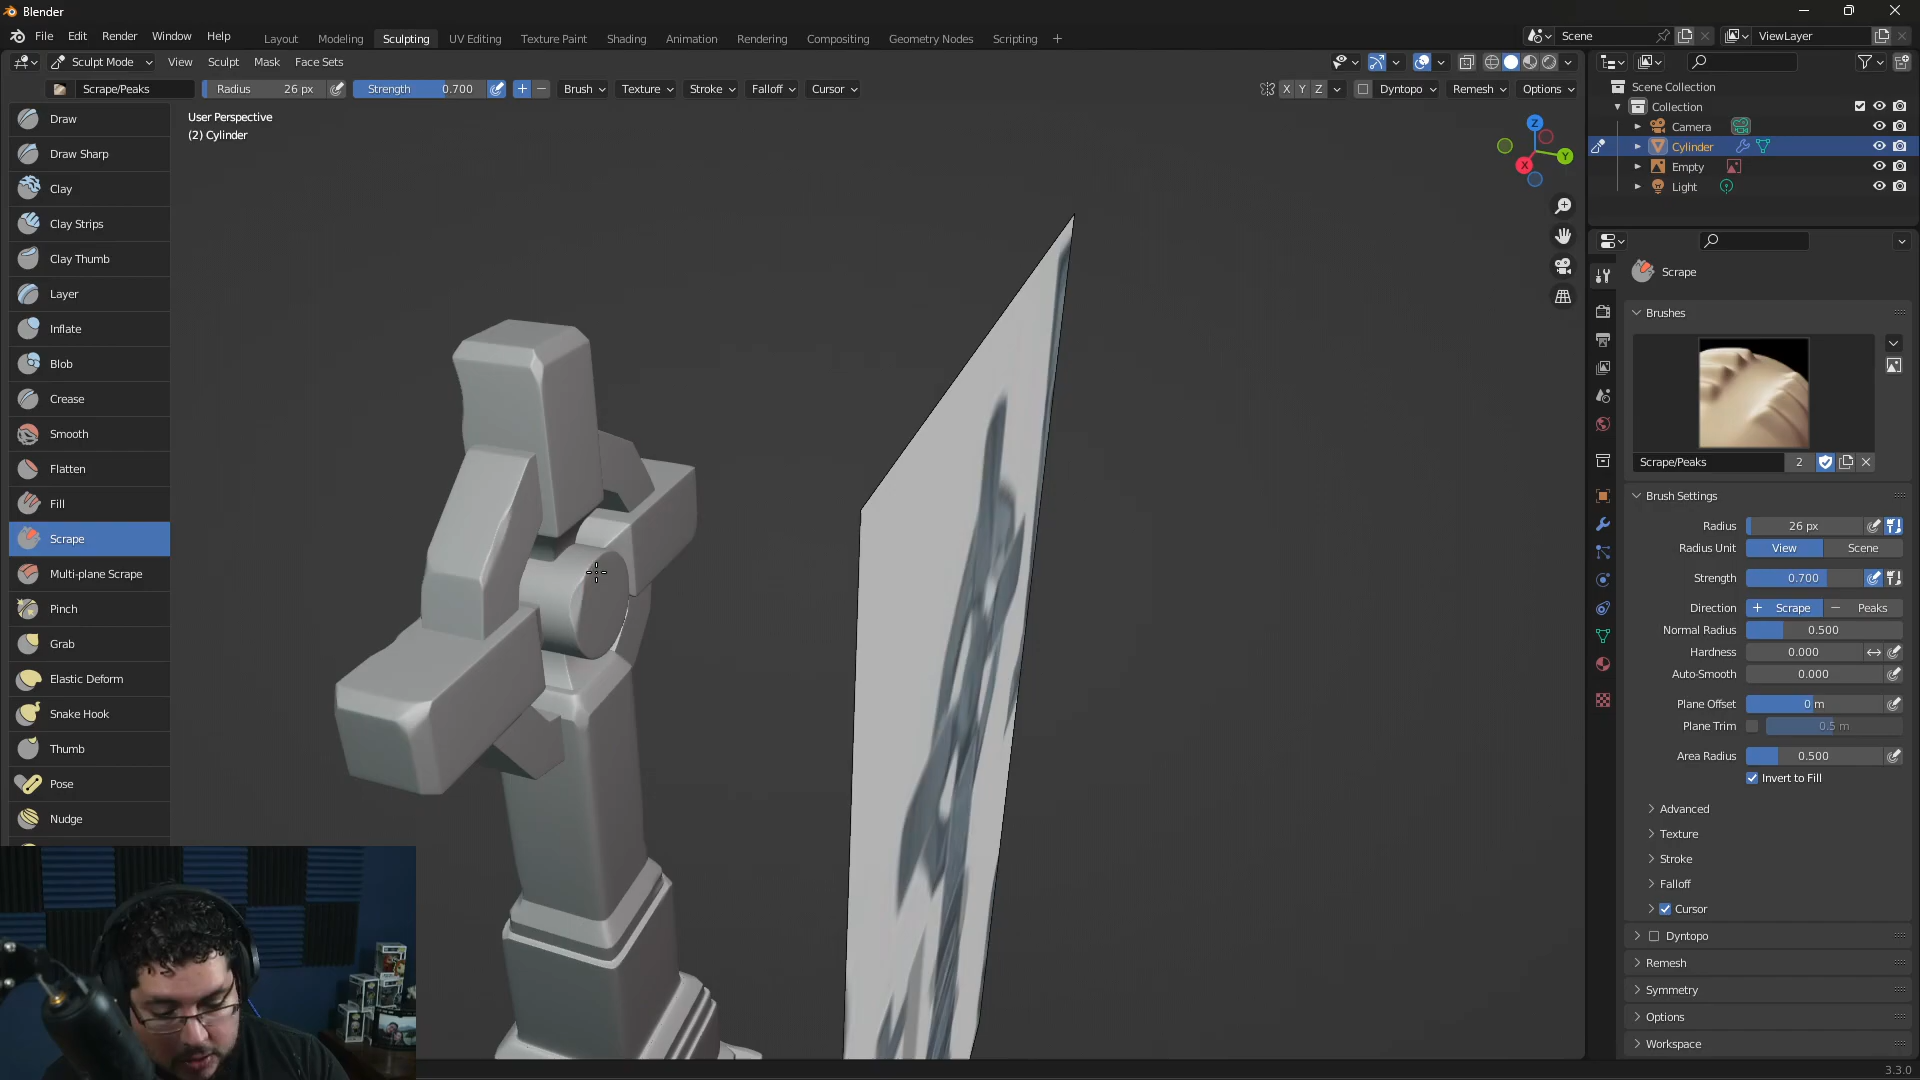 Blender
File Edit Render Window Help
Layout Modeling Sculpting UV Editing Texture Paint Shading Animation Rendering Compositing Geometry Nodes Scripting +
Scene
ViewLayer
Sculpt Mode View Sculpt Mask Face Sets
Scrape/Peaks Radius 26 px Strength 0.700 + − Brush Texture Stroke Falloff Cursor
X Y Z Dyntopo Remesh Options
User Perspective
(2) Cylinder
Draw
Draw Sharp
Clay
Clay Strips
Clay Thumb
Layer
Inflate
Blob
Crease
Smooth
Flatten
Fill
Scrape
Multi-plane Scrape
Pinch
Grab
Elastic Deform
Snake Hook
Thumb
Pose
Nudge
Z
Y
X
Scene Collection
Collection
Camera
Cylinder
Empty
Light
Scrape
Brushes
Scrape/Peaks 2
Brush Settings
Radius 26 px
Radius Unit View Scene
Strength 0.700
Direction + Scrape − Peaks
Normal Radius 0.500
Hardness 0.000
Auto-Smooth 0.000
Plane Offset 0 m
Plane Trim 0.5 m
Area Radius 0.500
Invert to Fill
Advanced
Texture
Stroke
Falloff
Cursor
Dyntopo
Remesh
Symmetry
Options
Workspace
3.3.0